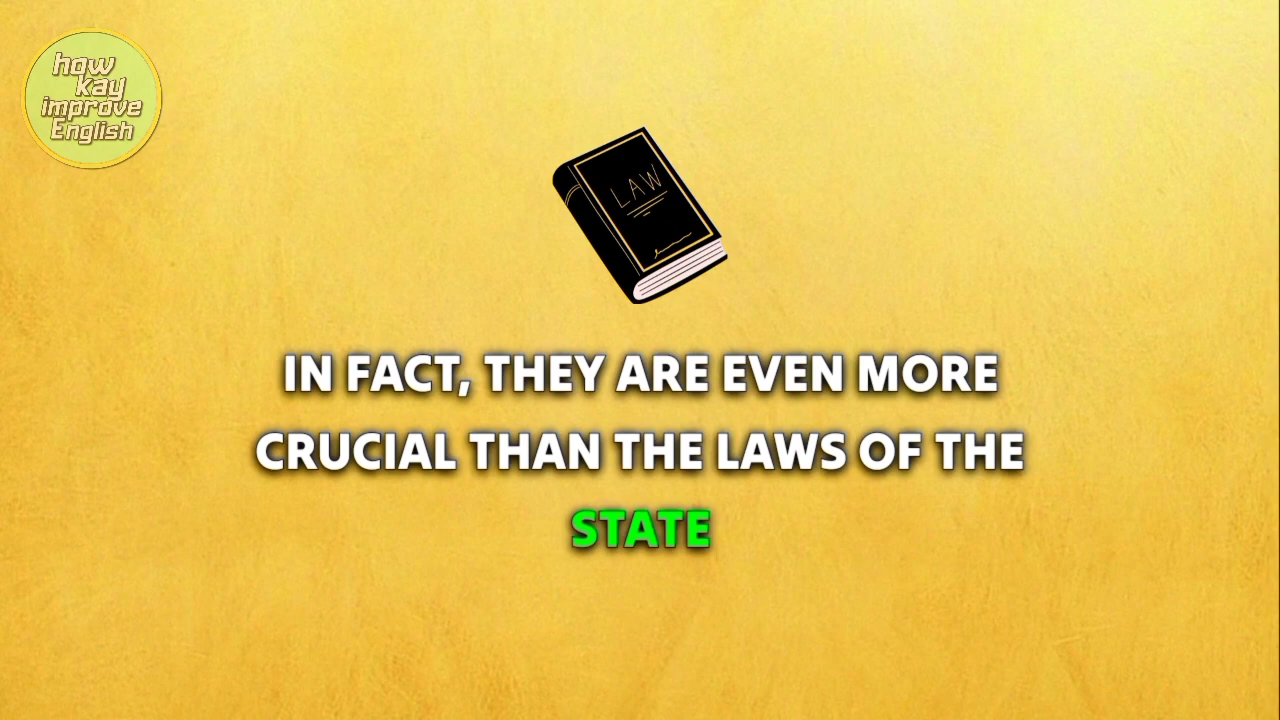 how
kay
improve
English
LAW
IN FACT, THEY ARE EVEN MORE
CRUCIAL THAN THE LAWS OF THE
STATE